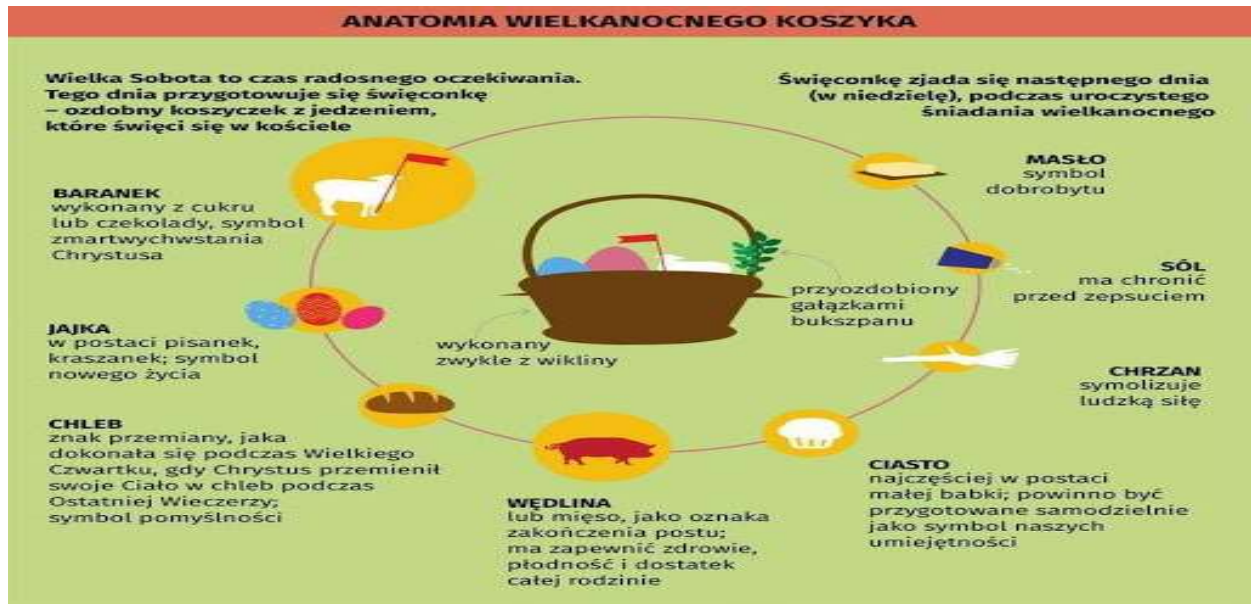 ANATOMIA WIELKANOCNEGO KOSZYKA
Wielka Sobota to czas radosnego oczekiwania.
Tego dnia przygotowuje się święconkę
– ozdobny koszyczek z jedzeniem,
które święci się w kościele
Święconkę zjada się następnego dnia
(w niedzielę), podczas uroczystego
śniadania wielkanocnego
BARANEK
wykonany z cukru
lub czekolady, symbol
zmartwychwstania
Chrystusa
JAJKA
w postaci pisanek,
kraszanek; symbol
nowego życia
CHLEB
znak przemiany, jaka
dokonała się podczas Wielkiego
Czwartku, gdy Chrystus przemienił
swoje Ciało w chleb podczas
Ostatniej Wieczerzy;
symbol pomyślności
wykonany
zwykle z wikliny
przyozdobiony
gałązkami
bukszpanu
WĘDLINA
lub mięso, jako oznaka
zakończenia postu;
ma zapewnić zdrowie,
płodność i dostatek
całej rodzinie
MASŁO
symbol
dobrobytu
SÓL
ma chronić
przed zepsuciem
CHRZAN
symolizuje
ludzką siłę
CIASTO
najczęściej w postaci
małej babki; powinno być
przygotowane samodzielnie
jako symbol naszych
umiejętności